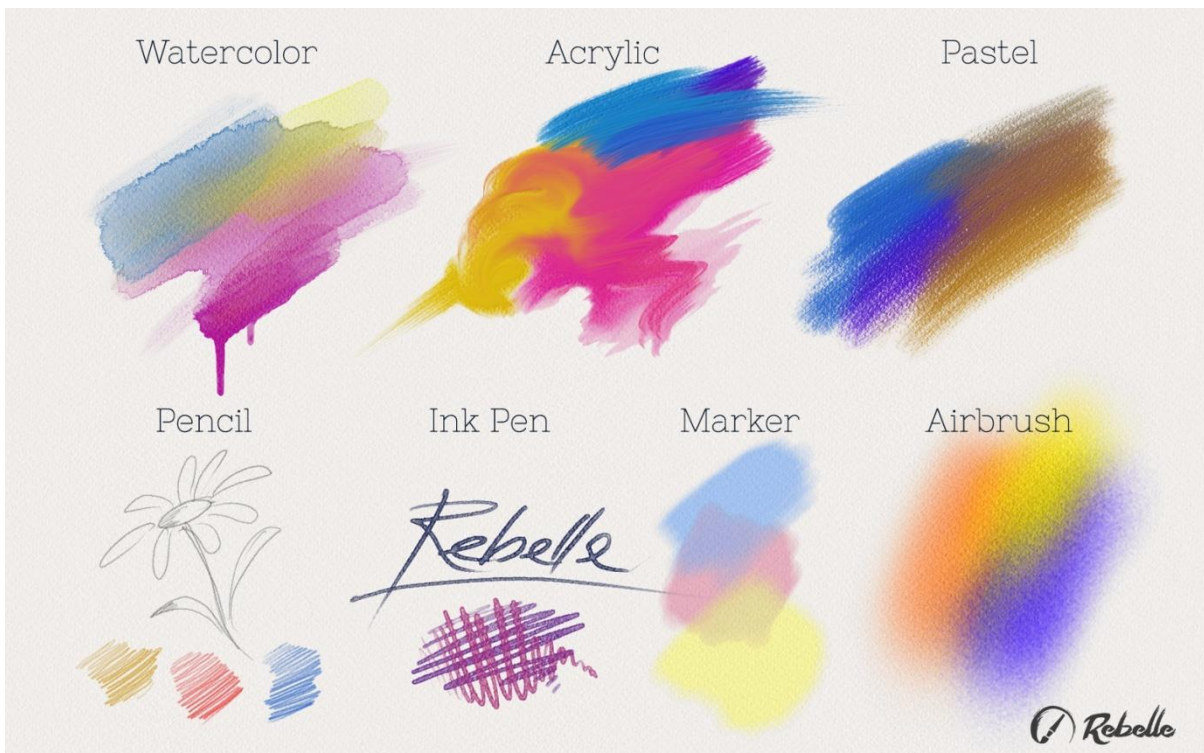 Watercolor
Acrylic
Pastel
Pencil
Ink Pen
Marker
Airbrush
Rebelle
Rebelle